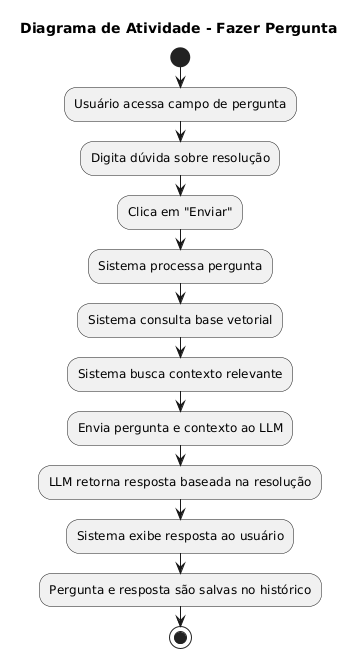 Diagrama de Atividade - Fazer Pergunta
Usuário acessa campo de pergunta
Digita dúvida sobre resolução
Clica em "Enviar"
Sistema processa pergunta
Sistema consulta base vetorial
Sistema busca contexto relevante
Envia pergunta e contexto ao LLM
LLM retorna resposta baseada na resolução
Sistema exibe resposta ao usuário
Pergunta e resposta são salvas no histórico